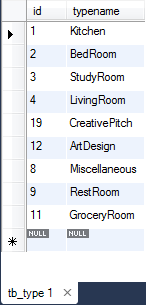 id typename
1 Kitchen
2 BedRoom
3 StudyRoom
4 LivingRoom
19 CreativePitch
12 ArtDesign
8 Miscellaneous
9 RestRoom
11 GroceryRoom
NULL NULL
tb_type 1